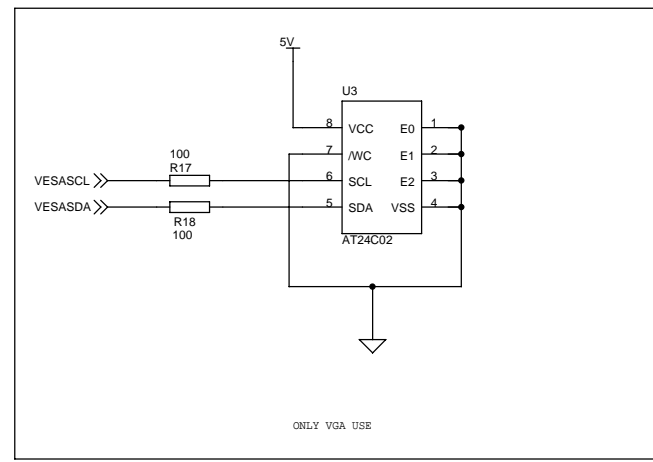 5V
U3
8 VCC E0 1
7 /WC E1 2
100
R17
VESASCL 6 SCL E2 3
VESASDA 5 SDA VSS 4
R18
100
AT24C02
ONLY VGA USE